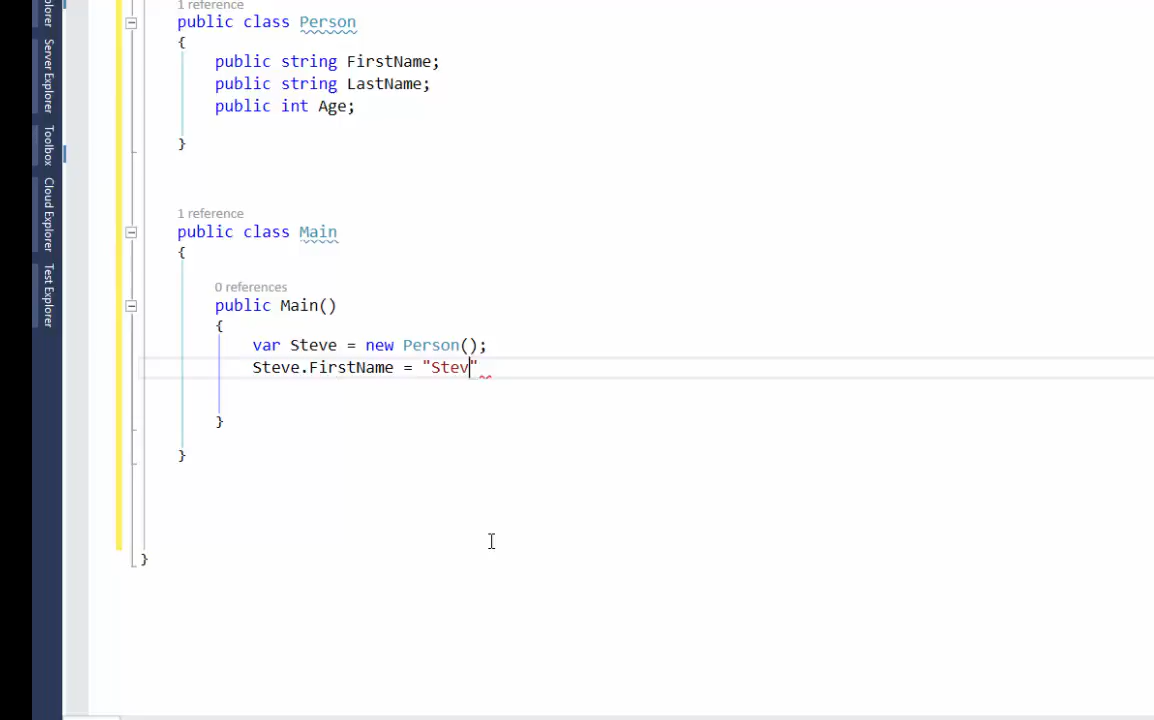 1 reference
public class Person
{
public string FirstName;
public string LastName;
public int Age;
}
1 reference
public class Main
{
0 references
public Main()
{
var Steve = new Person();
Steve.FirstName = "Stev"
}
}
}
Server Explorer
Toolbox
Cloud Explorer
Test Explorer